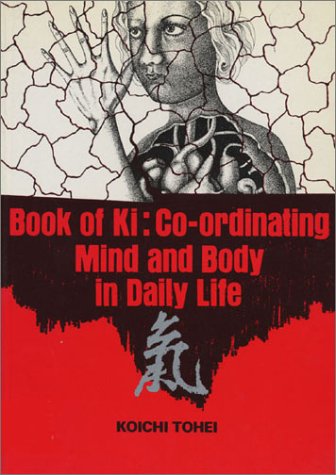 Book of Ki: Co-ordinating
Mind and Body
in Daily Life
氣
KOICHI TOHEI